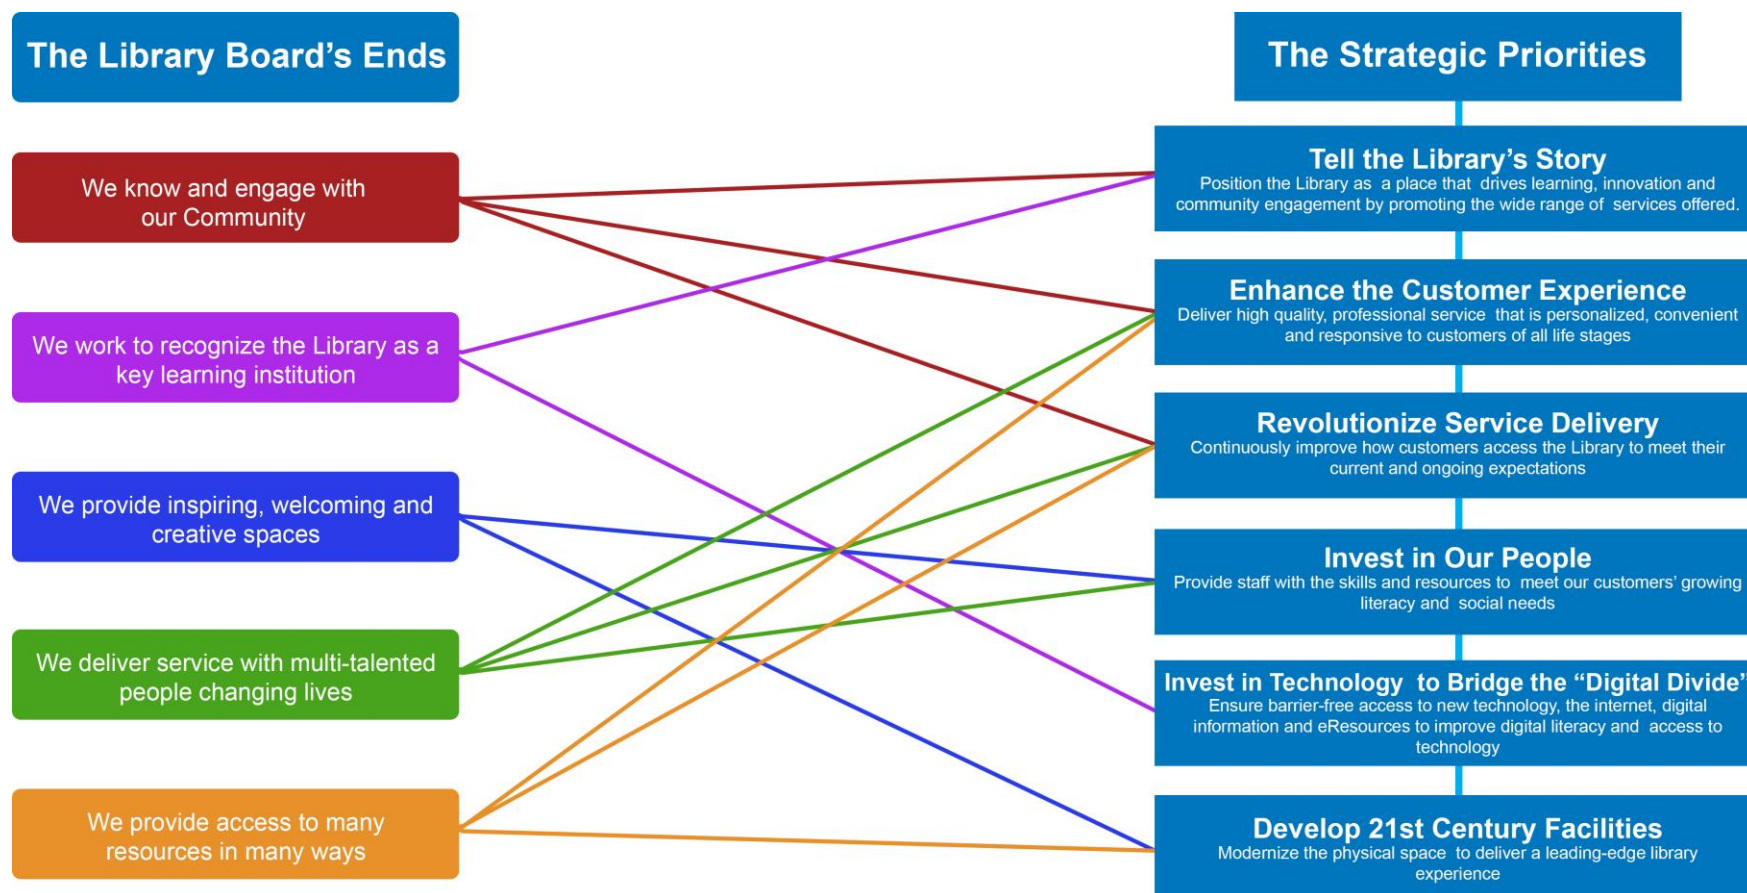 The Library Board’s Ends
We know and engage with
our Community
We work to recognize the Library as a
key learning institution
We provide inspiring, welcoming and
creative spaces
We deliver service with multi-talented
people changing lives
We provide access to many
resources in many ways
The Strategic Priorities
Tell the Library’s Story
Position the Library as a place that drives learning, innovation and
community engagement by promoting the wide range of services offered.
Enhance the Customer Experience
Deliver high quality, professional service that is personalized, convenient
and responsive to customers of all life stages
Revolutionize Service Delivery
Continuously improve how customers access the Library to meet their
current and ongoing expectations
Invest in Our People
Provide staff with the skills and resources to meet our customers’ growing
literacy and social needs
Invest in Technology to Bridge the “Digital Divide”
Ensure barrier-free access to new technology, the internet, digital
information and eResources to improve digital literacy and access to
technology
Develop 21st Century Facilities
Modernize the physical space to deliver a leading-edge library
experience